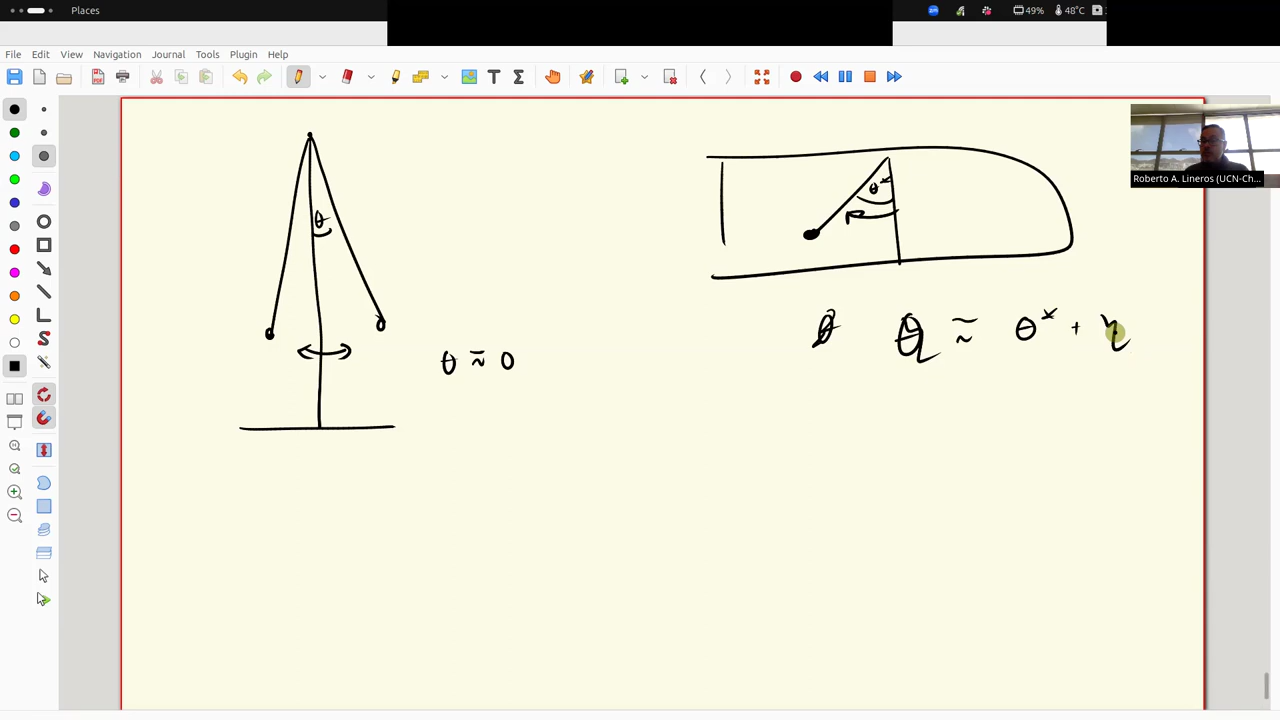 Places
49%
48°C
File Edit View Navigation Journal Tools Plugin Help
Roberto A. Lineros (UCN-Ch...
θ
θ*
θ ≈ 0
θ ≈ θ* + η